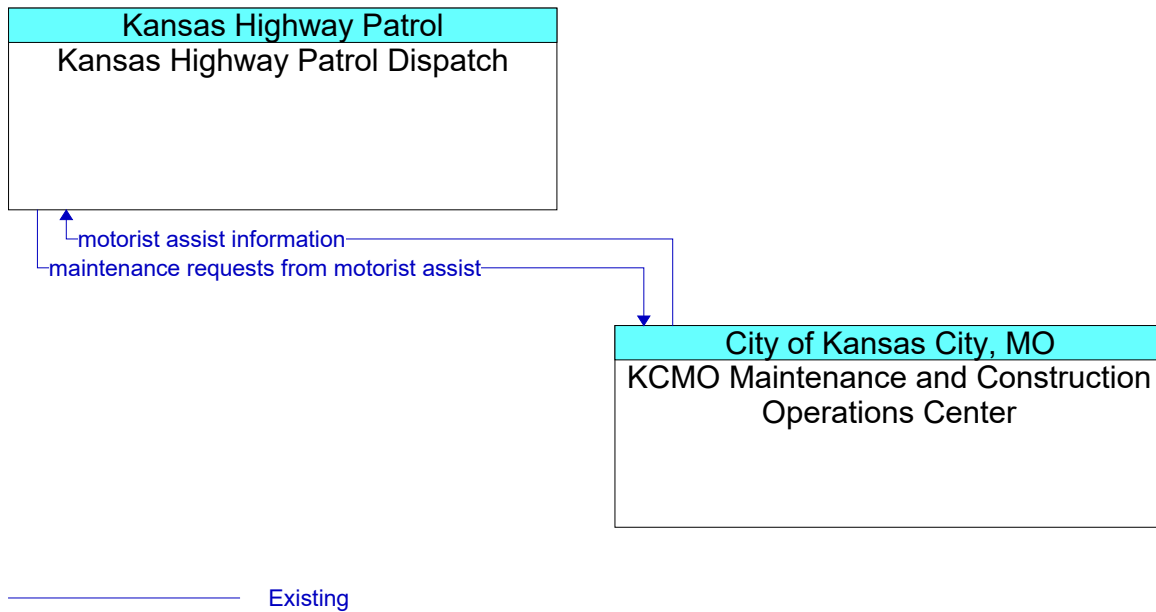 Kansas Highway Patrol
Kansas Highway Patrol Dispatch
motorist assist information
maintenance requests from motorist assist
City of Kansas City, MO
KCMO Maintenance and Construction
Operations Center
Existing